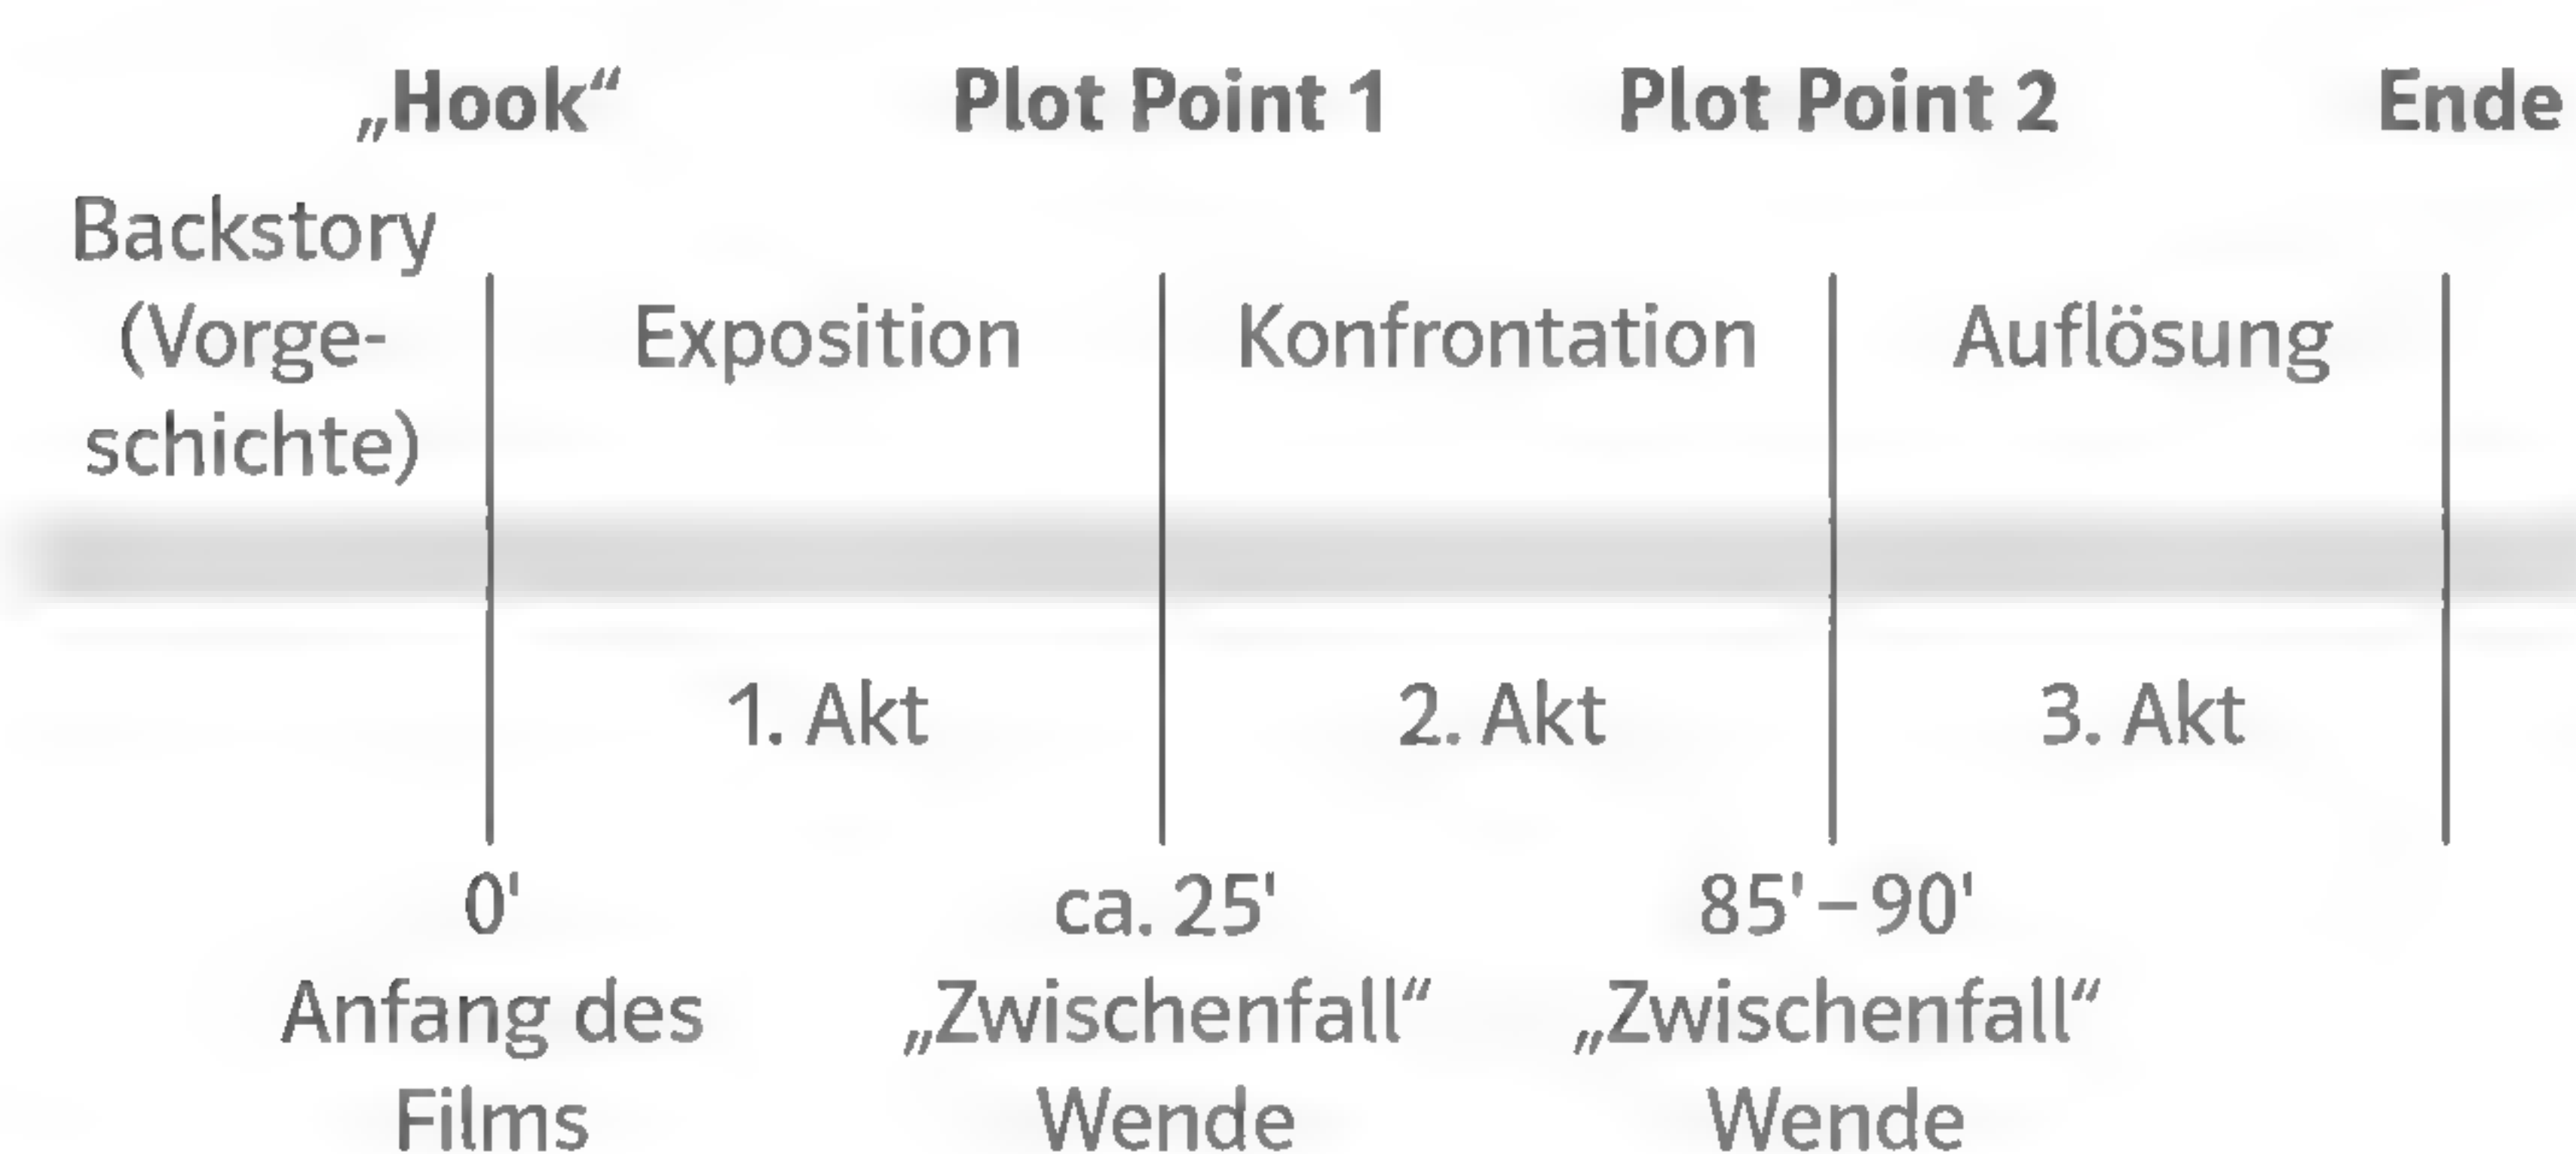 „Hook“ Plot Point 1 Plot Point 2 Ende
Backstory
(Vorge-
schichte)
Exposition Konfrontation Auflösung
1. Akt 2. Akt 3. Akt
0' ca. 25' 85'–90'
Anfang des „Zwischenfall“ „Zwischenfall“
Films Wende Wende